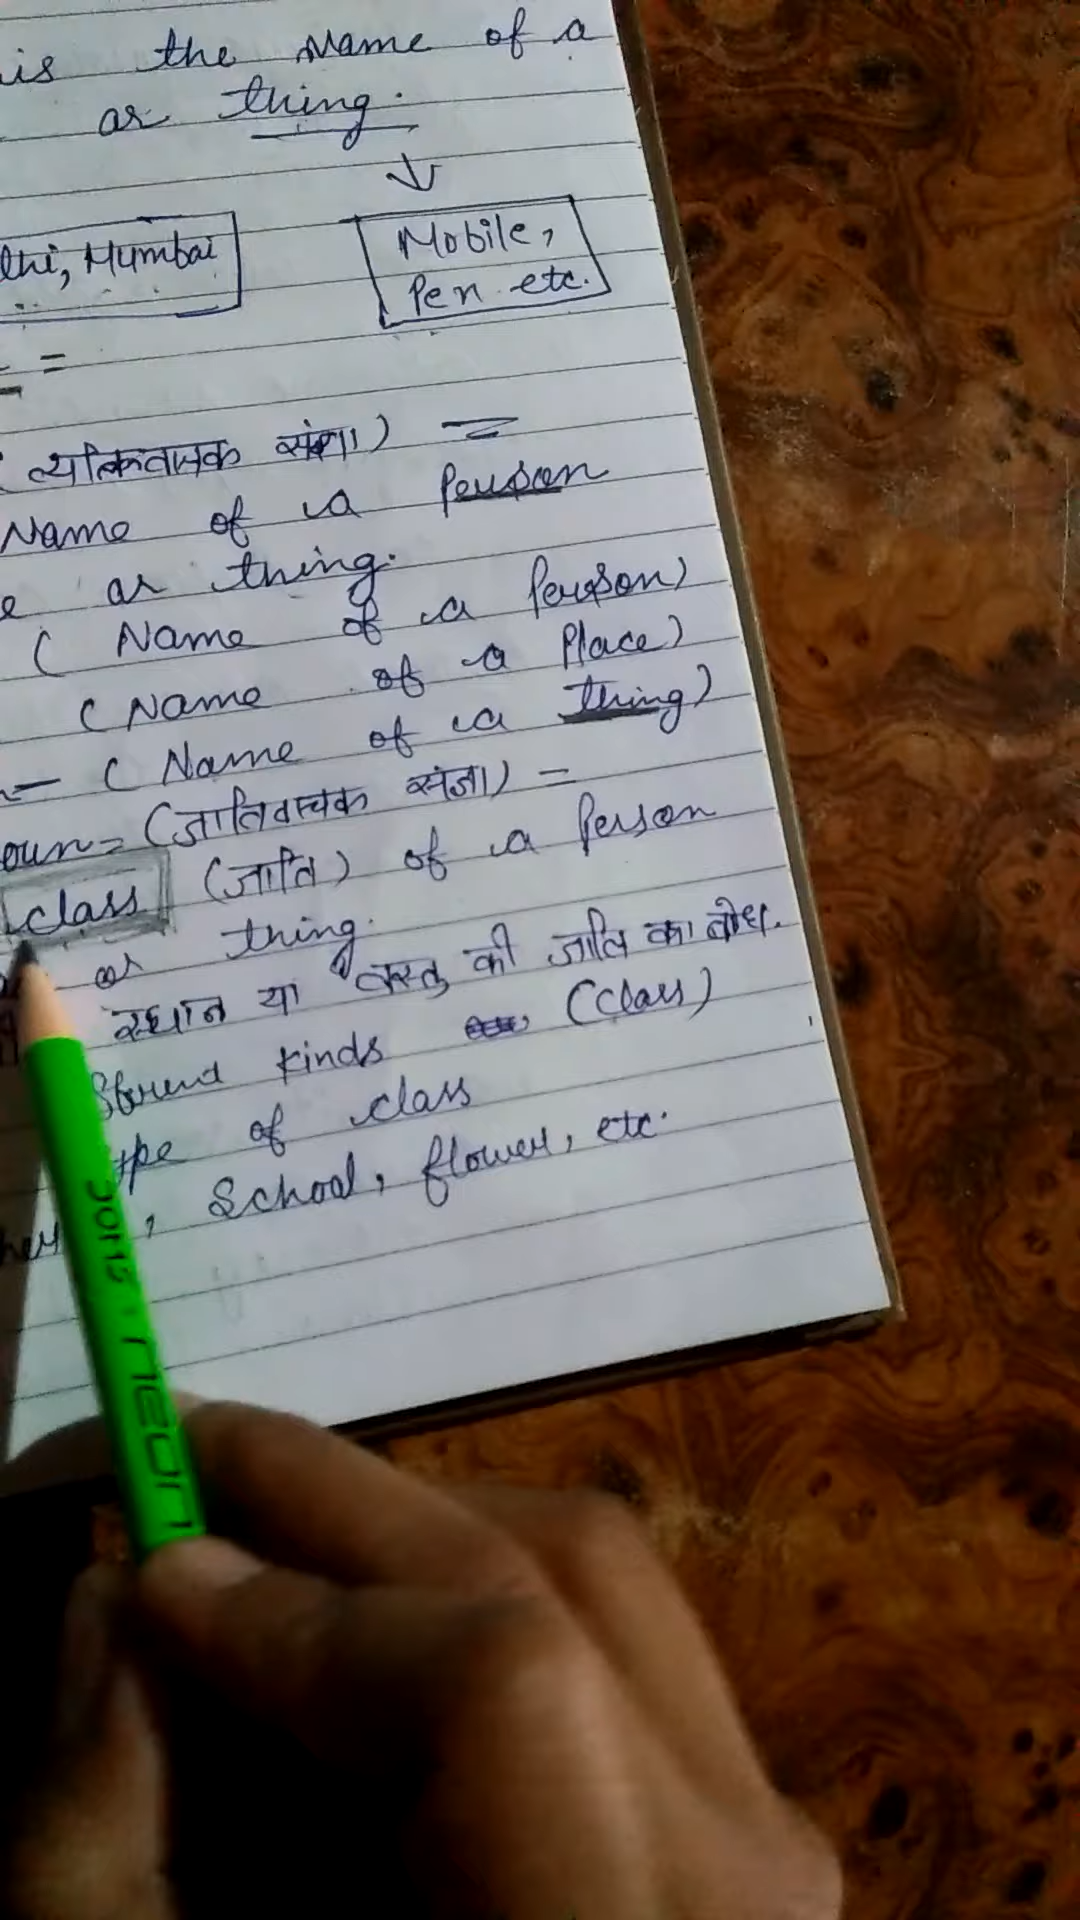 is the Name of a
or thing.
Mumbai
Mobile,
Pen etc.
=
(व्यक्तिवाचक संज्ञा) =
Name of a Person
or thing.
( Name of a Person)
( Name of a Place)
( Name of a thing)
= (जातिवाचक संज्ञा) =
class (जाति) of a Person
or thing.
स्थान या वस्तु की जाति का बोध.
kinds (Class)
of class
, School, flower, etc.
DOMS NEON